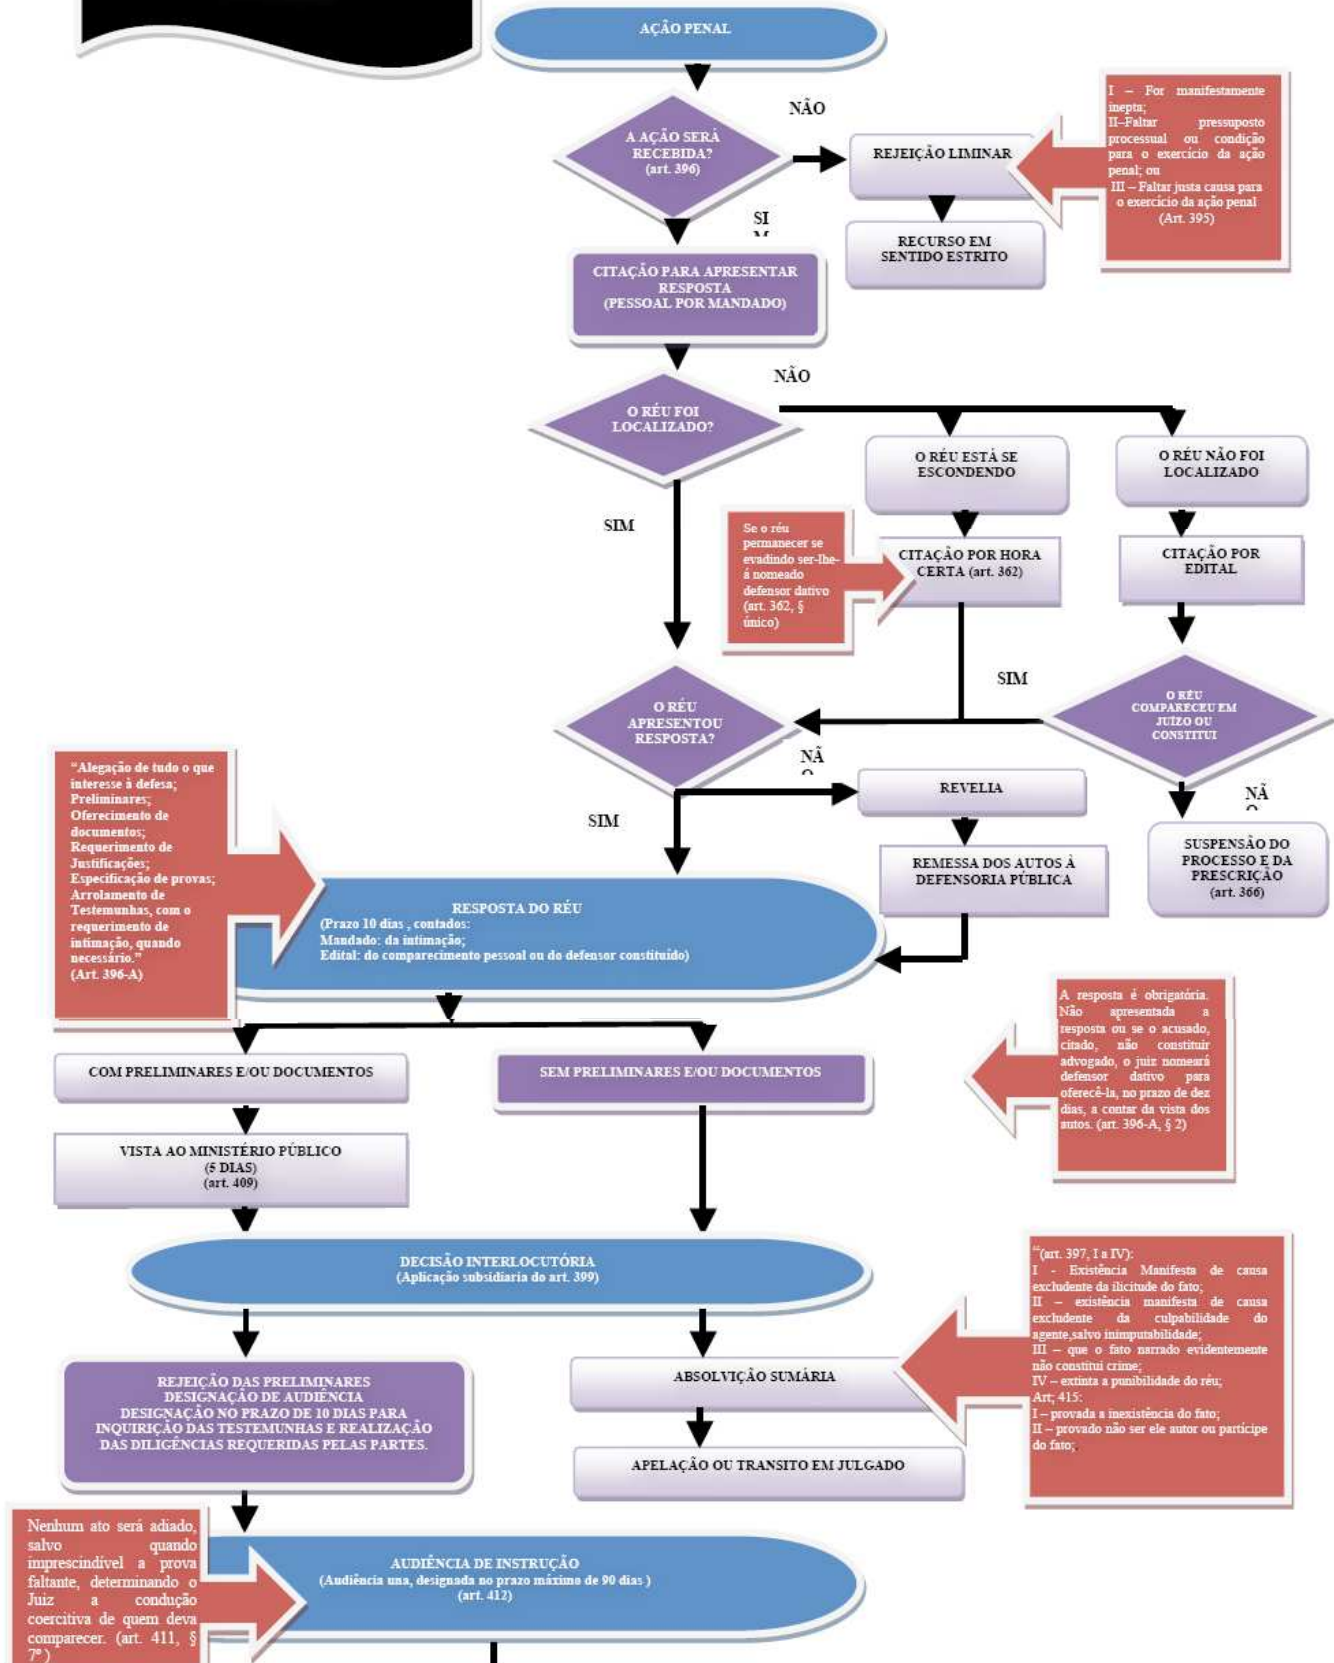 AÇÃO PENAL
NÃO
A AÇÃO SERÁ
RECEBIDA?
(art. 396)
REJEIÇÃO LIMINAR
I – For manifestamente
inepta;
II–Faltar pressuposto
processual ou condição
para o exercício da ação
penal; ou
III – Faltar justa causa para
o exercício da ação penal
(Art. 395)
SI
M
RECURSO EM
SENTIDO ESTRITO
CITAÇÃO PARA APRESENTAR
RESPOSTA
(PESSOAL POR MANDADO)
NÃO
O RÉU FOI
LOCALIZADO?
O RÉU ESTÁ SE
ESCONDENDO
O RÉU NÃO FOI
LOCALIZADO
SIM
Se o réu
permanecer se
evadindo ser-lhe-
á nomeado
defensor dativo
(art. 362, §
único)
CITAÇÃO POR HORA
CERTA (art. 362)
CITAÇÃO POR
EDITAL
SIM
O RÉU
APRESENTOU
RESPOSTA?
O RÉU
COMPARECEU EM
JUÍZO OU
CONSTITUI
NÃ
O
REVELIA
NÃ
O
SIM
"Alegação de tudo o que
interesse à defesa;
Preliminares;
Oferecimento de
documentos;
Requerimento de
Justificações;
Especificação de provas;
Arrolamento de
Testemunhas, com o
requerimento de
intimação, quando
necessário."
(Art. 396-A)
REMESSA DOS AUTOS À
DEFENSORIA PÚBLICA
SUSPENSÃO DO
PROCESSO E DA
PRESCRIÇÃO
(art. 366)
RESPOSTA DO RÉU
(Prazo 10 dias , contados:
Mandado: da intimação;
Edital: do comparecimento pessoal ou do defensor constituído)
A resposta é obrigatória.
Não apresentada a
resposta ou se o acusado,
citado, não constituir
advogado, o juiz nomeará
defensor dativo para
oferecê-la, no prazo de dez
dias, a contar da vista dos
autos. (art. 396-A, § 2)
COM PRELIMINARES E/OU DOCUMENTOS
SEM PRELIMINARES E/OU DOCUMENTOS
VISTA AO MINISTÉRIO PÚBLICO
(5 DIAS)
(art. 409)
DECISÃO INTERLOCUTÓRIA
(Aplicação subsidiaria do art. 399)
"(art. 397, I a IV):
I - Existência Manifesta de causa
excludente da ilicitude do fato;
II – existência manifesta de causa
excludente da culpabilidade do
agente,salvo inimputabilidade;
III – que o fato narrado evidentemente
não constitui crime;
IV – extinta a punibilidade do réu;
Art; 415:
I – provada a inexistência do fato;
II – provado não ser ele autor ou partícipe
do fato;
REJEIÇÃO DAS PRELIMINARES
DESIGNAÇÃO DE AUDIÊNCIA
DESIGNAÇÃO NO PRAZO DE 10 DIAS PARA
INQUIRIÇÃO DAS TESTEMUNHAS E REALIZAÇÃO
DAS DILIGÊNCIAS REQUERIDAS PELAS PARTES.
ABSOLVIÇÃO SUMÁRIA
APELAÇÃO OU TRANSITO EM JULGADO
Nenhum ato será adiado,
salvo quando
imprescindível a prova
faltante, determinando o
Juiz a condução
coercitiva de quem deva
comparecer. (art. 411, §
7º )
AUDIÊNCIA DE INSTRUÇÃO
(Audiência una, designada no prazo máximo de 90 dias )
(art. 412)